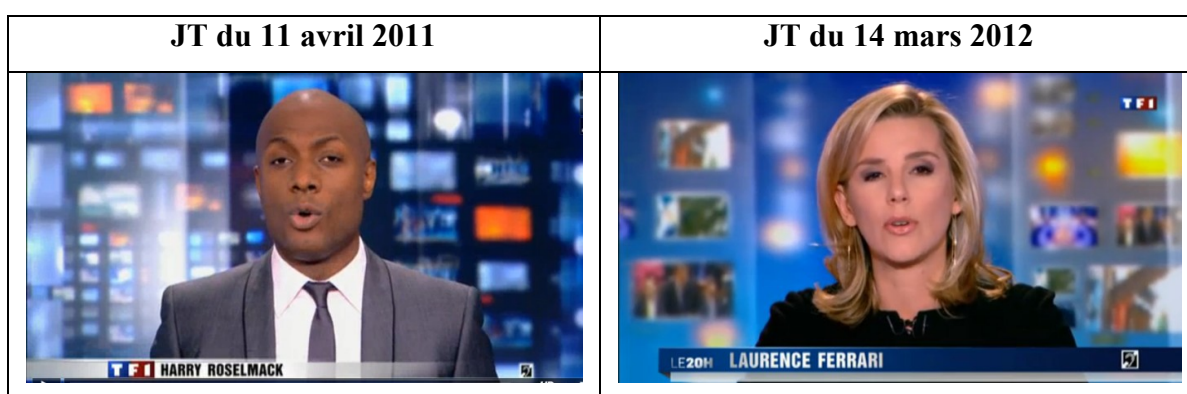 JT du 11 avril 2011
JT du 14 mars 2012
TF1 HARRY ROSELMACK
TF1
LE20H LAURENCE FERRARI